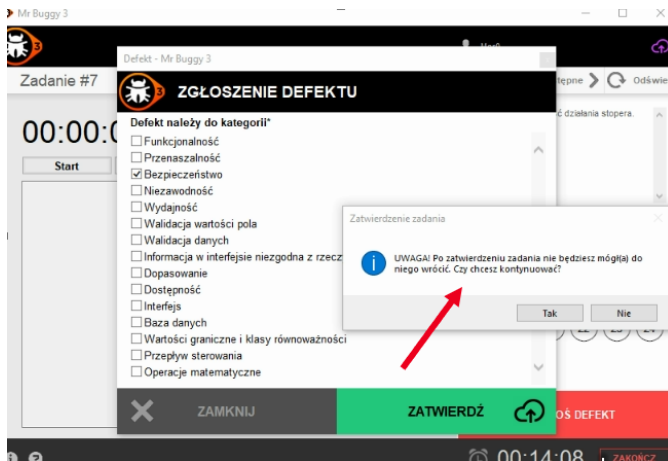 Mr Buggy 3
Zadanie #7
Odśwież
ć działania stopera.
00:00:0
Start
Defekt - Mr Buggy 3
3
ZGŁOSZENIE DEFEKTU
Defekt należy do kategorii*
Funkcjonalność
Przenaszalność
Bezpieczeństwo
Niezawodność
Wydajność
Walidacja wartości pola
Walidacja danych
Informacja w interfejsie niezgodna z rzecz
Dopasowanie
Dostępność
Interfejs
Baza danych
Wartości graniczne i klasy równoważności
Przepływ sterowania
Operacje matematyczne
ZAMKNIJ
ZATWIERDŹ
Zatwierdzenie zadania
UWAGA! Po zatwierdzeniu zadania nie będziesz mógł(a) do
niego wrócić. Czy chcesz kontynuować?
Tak
Nie
OŚ DEFEKT
00:14:08
ZAKOŃCZ